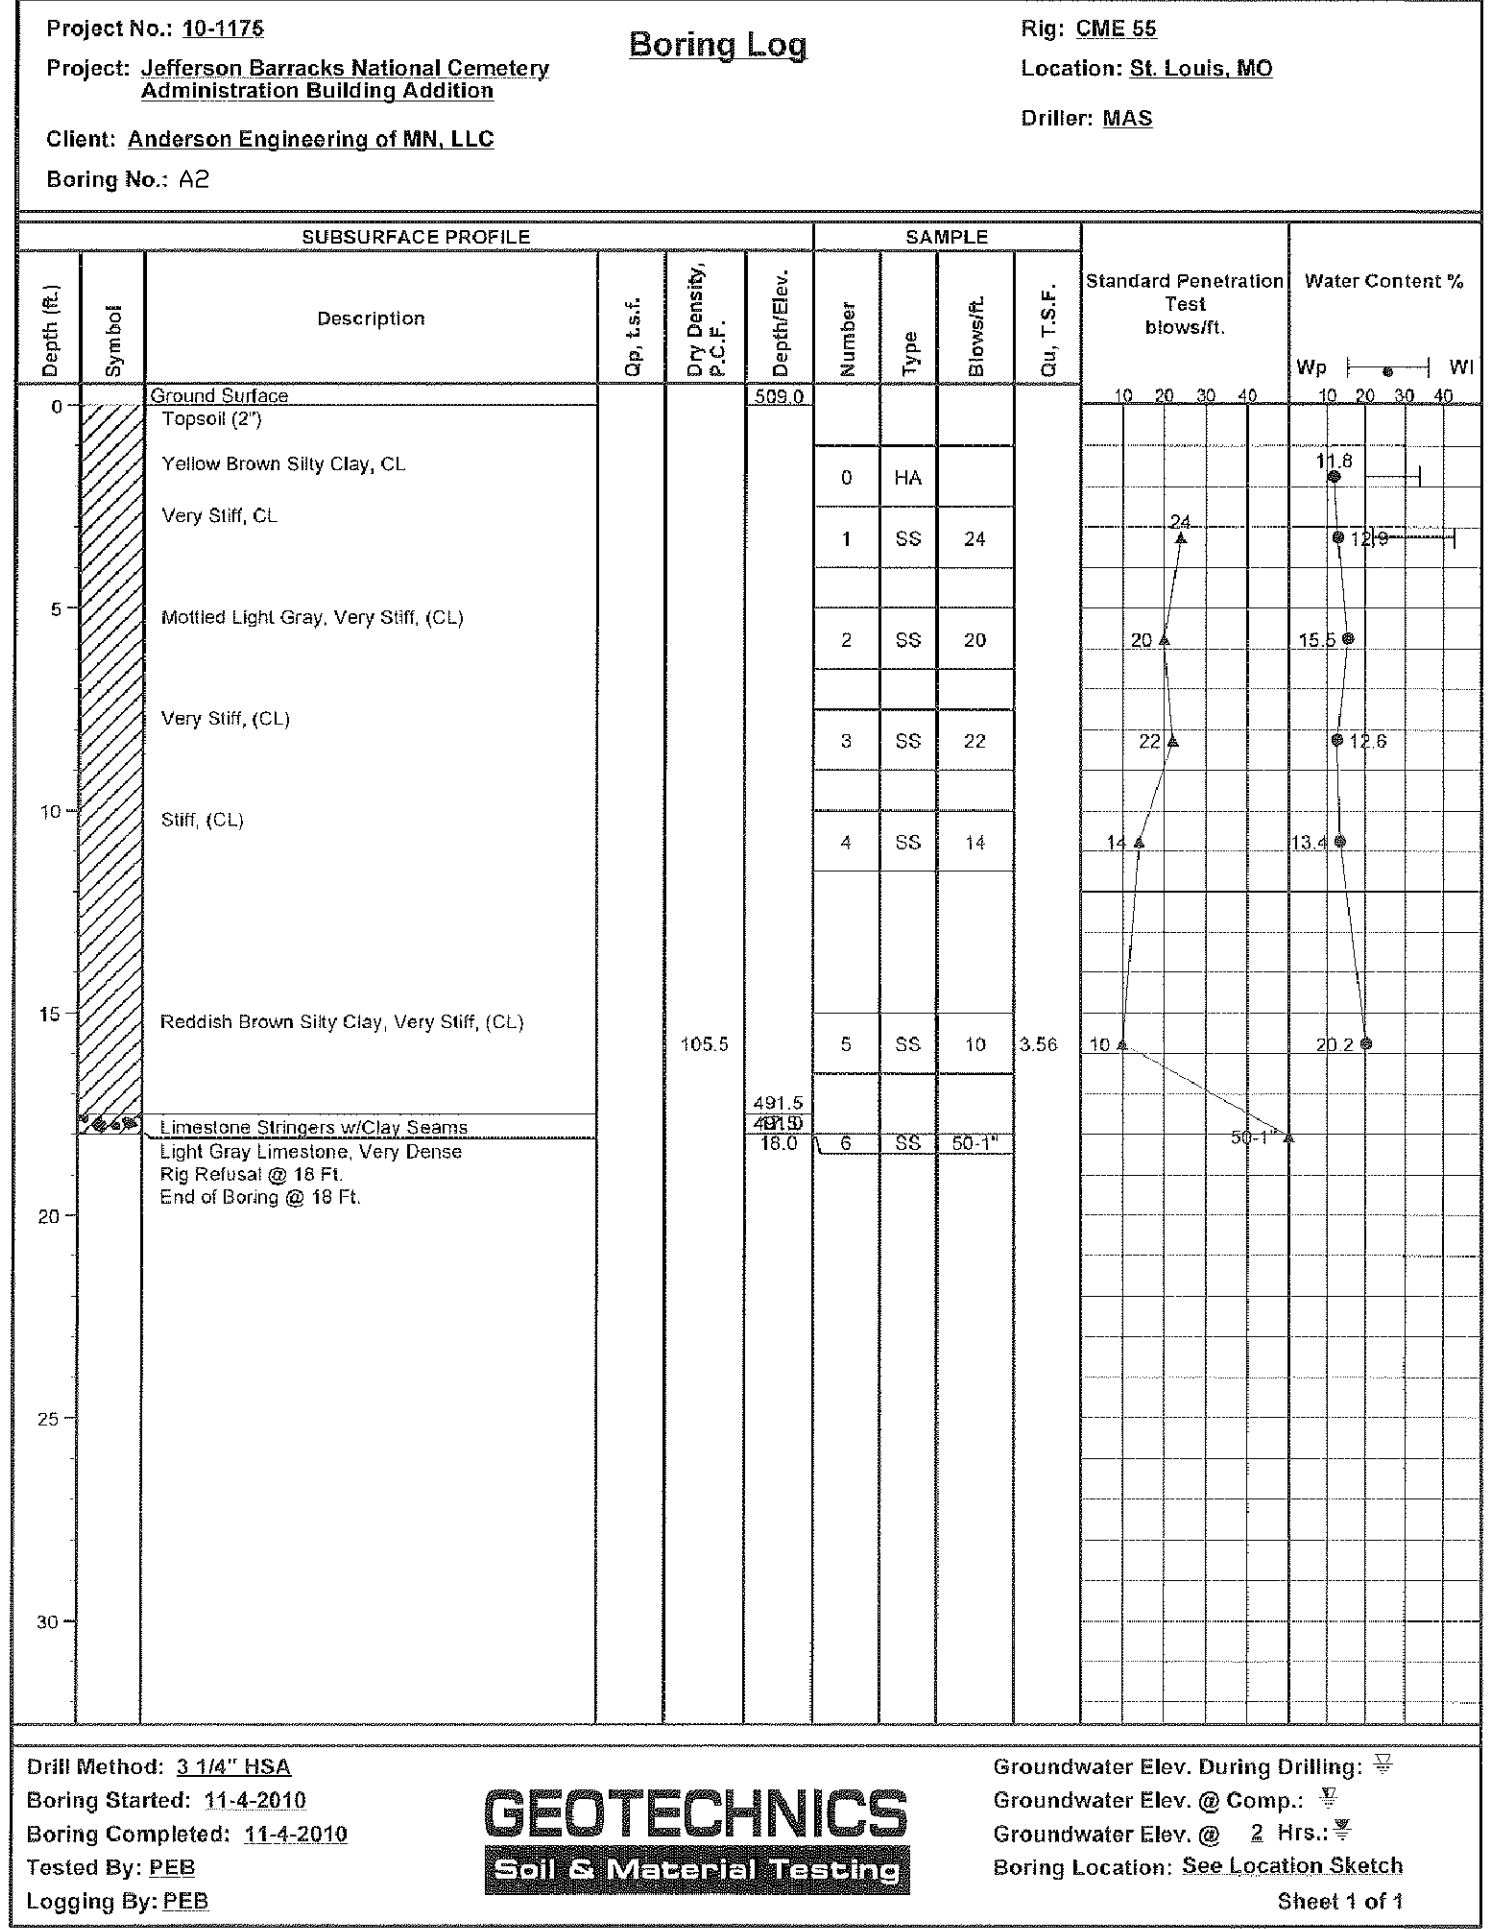 Project No.: 10-1175
Boring Log
Rig: CME 55
Project: Jefferson Barracks National Cemetery
Administration Building Addition
Location: St. Louis, MO
Driller: MAS
Client: Anderson Engineering of MN, LLC
Boring No.: A2
SUBSURFACE PROFILE
SAMPLE
Depth (ft.)
Symbol
Description
Qp, t.s.f.
Dry Density, P.C.F.
Depth/Elev.
Number
Type
Blows/ft.
Qu, T.S.F.
Standard Penetration
Test
blows/ft.
Water Content %
Wp Wl
10 20 30 40
10 20 30 40
Ground Surface 509.0
0
Topsoil (2")
Yellow Brown Silty Clay, CL
0 HA 11.8
Very Stiff, CL
1 SS 24 24 12.9
5
Mottled Light Gray, Very Stiff, (CL)
2 SS 20 20 15.5
Very Stiff, (CL)
3 SS 22 22 12.6
10
Stiff, (CL)
4 SS 14 14 13.4
15
Reddish Brown Silty Clay, Very Stiff, (CL)
105.5 5 SS 10 3.56 10 20.2
491.5
Limestone Stringers w/Clay Seams
18.0 6 SS 50-1" 50-1"
Light Gray Limestone, Very Dense
Rig Refusal @ 18 Ft.
End of Boring @ 18 Ft.
20
25
30
Drill Method: 3 1/4" HSA
Boring Started: 11-4-2010
Boring Completed: 11-4-2010
Tested By: PEB
Logging By: PEB
GEOTECHNICS
Soil & Material Testing
Groundwater Elev. During Drilling:
Groundwater Elev. @ Comp.:
Groundwater Elev. @ 2 Hrs.:
Boring Location: See Location Sketch
Sheet 1 of 1